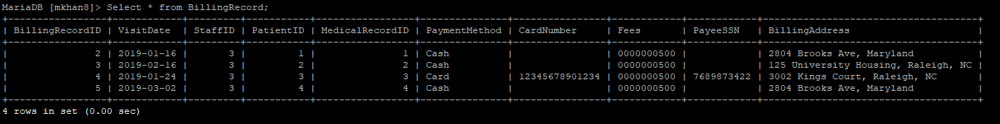 MariaDB [mkhan8]> Select * from BillingRecord;
+-----------------+------------+---------+-----------+-----------------+---------------+----------------+------------+------------+---------------------------------------+
| BillingRecordID | VisitDate  | StaffID | PatientID | MedicalRecordID | PaymentMethod | CardNumber     | Fees       | PayeeSSN   | BillingAddress                        |
+-----------------+------------+---------+-----------+-----------------+---------------+----------------+------------+------------+---------------------------------------+
|               2 | 2019-01-16 |       3 |         1 |               1 | Cash          |                | 0000000500 |            | 2804 Brooks Ave, Maryland             |
|               3 | 2019-02-16 |       3 |         2 |               2 | Cash          |                | 0000000500 |            | 125 University Housing, Raleigh, NC |
|               4 | 2019-01-24 |       3 |         3 |               3 | Card          | 12345678901234 | 0000000500 | 7689873422 | 3002 Kings Court, Raleigh, NC         |
|               5 | 2019-03-02 |       3 |         4 |               4 | Cash          |                | 0000000500 |            | 2804 Brooks Ave, Maryland             |
+-----------------+------------+---------+-----------+-----------------+---------------+----------------+------------+------------+---------------------------------------+
4 rows in set (0.00 sec)